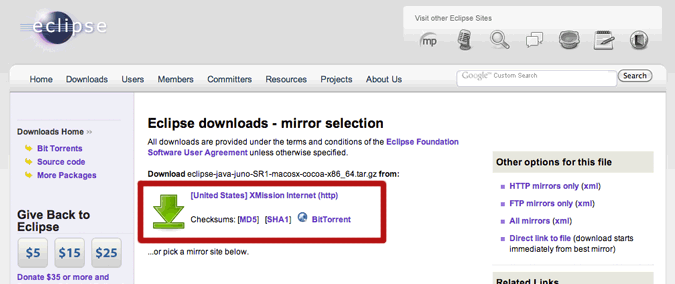 eclipse
Visit other Eclipse Sites
mp
Home Downloads Users Members Committers Resources Projects About Us
Google™ Custom Search Search
Downloads Home »
Bit Torrents
Source code
More Packages
Give Back to
Eclipse
$5 $15 $25
Donate $35 or more and
Eclipse downloads - mirror selection
All downloads are provided under the terms and conditions of the Eclipse Foundation
Software User Agreement unless otherwise specified.
Download eclipse-java-juno-SR1-macosx-cocoa-x86_64.tar.gz from:
[United States] XMission Internet (http)
Checksums: [MD5] [SHA1] BitTorrent
...or pick a mirror site below.
Other options for this file
HTTP mirrors only (xml)
FTP mirrors only (xml)
All mirrors (xml)
Direct link to file (download starts
immediately from best mirror)
Related Links